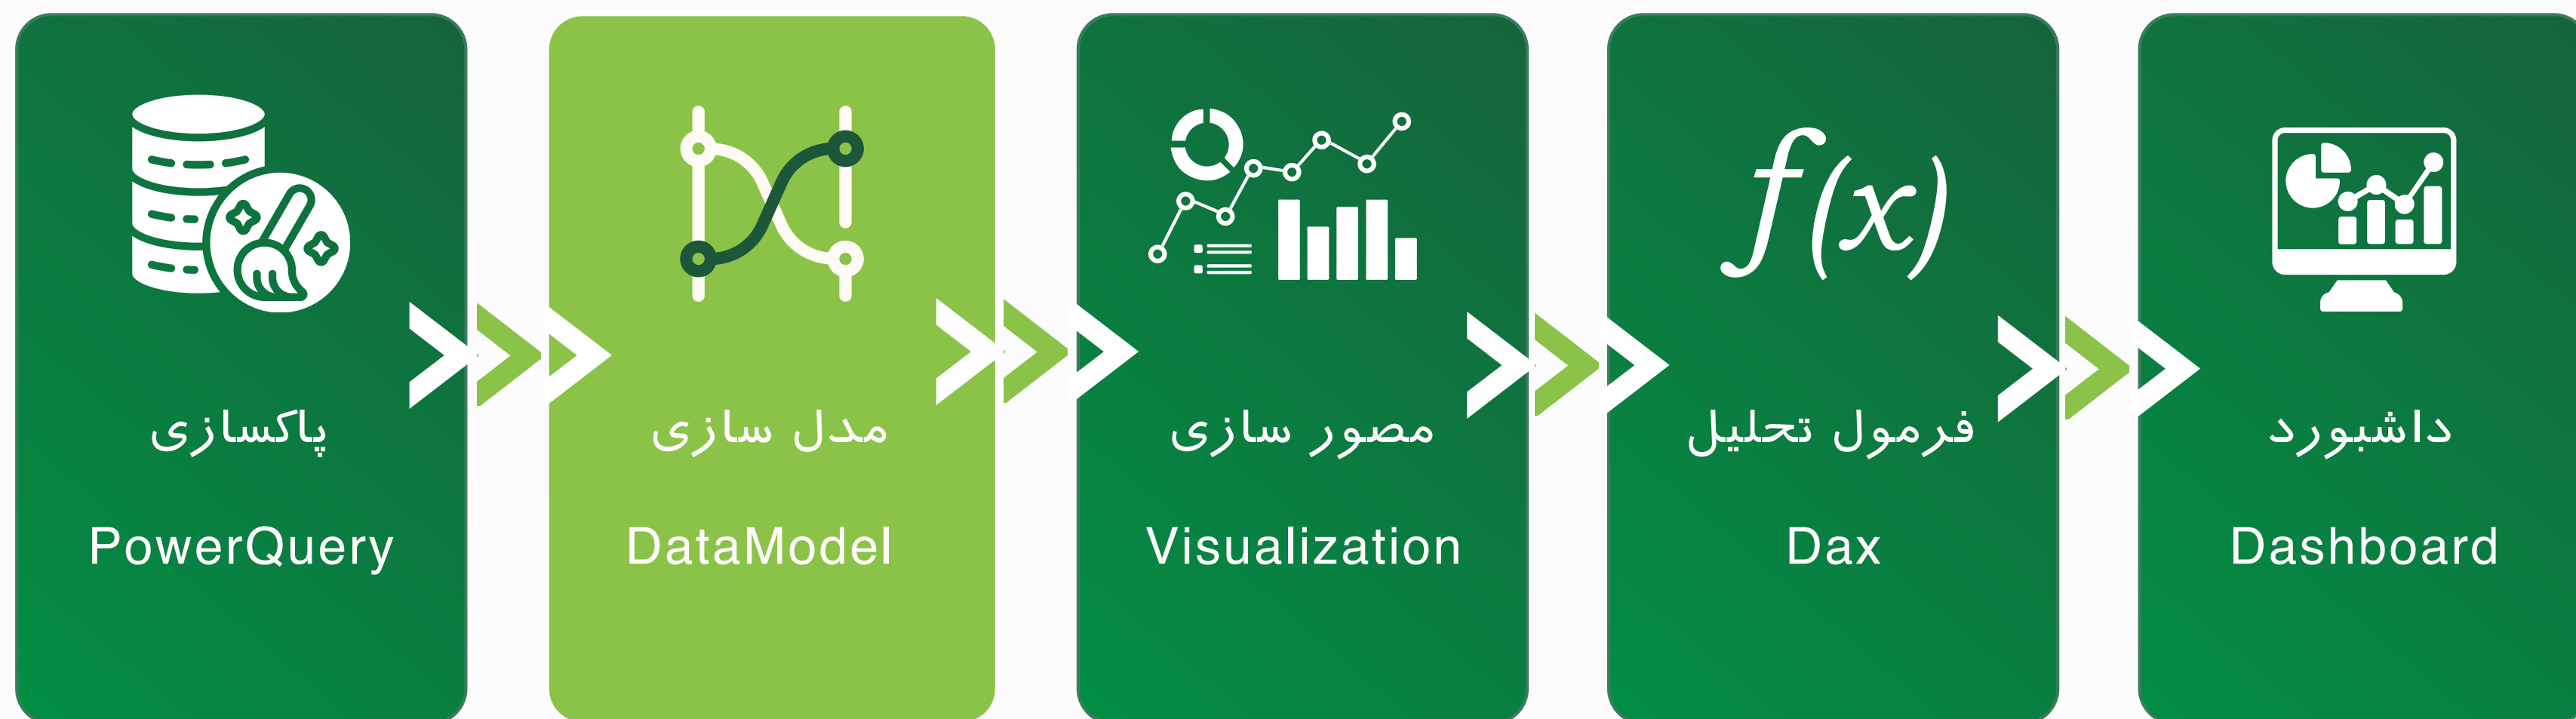 پاکسازی
PowerQuery
مدل سازی
DataModel
f(x)
مصور سازی
Visualization
فرمول تحلیل
Dax
داشبورد
Dashboard